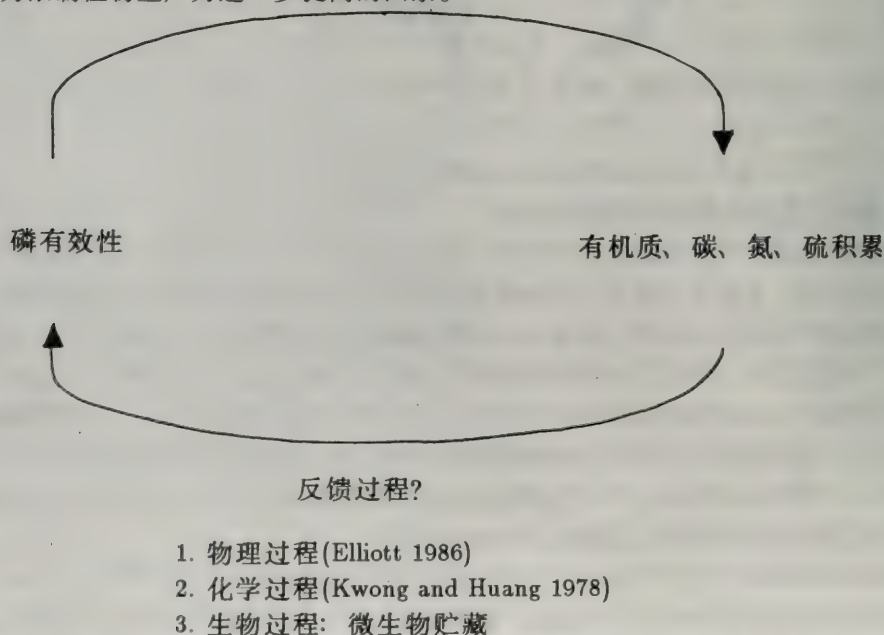 磷有效性
有机质、碳、氮、硫积累
反馈过程?
1. 物理过程(Elliott 1986)
2. 化学过程(Kwong and Huang 1978)
3. 生物过程: 微生物贮藏